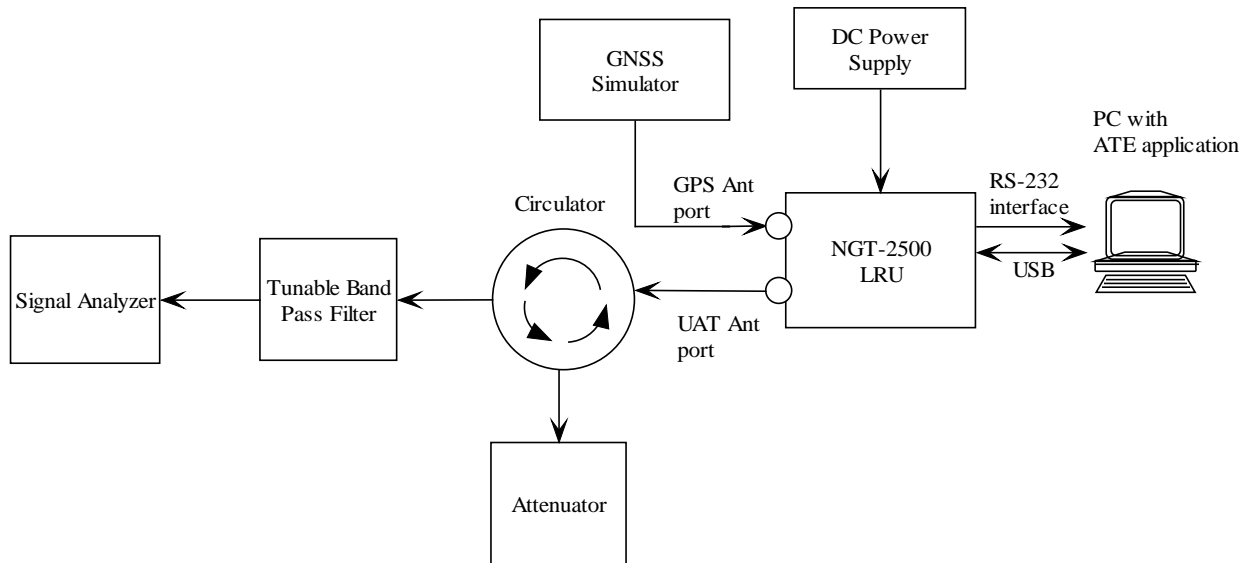 GNSS
Simulator
DC Power
Supply
PC with
ATE application
GPS Ant
port
RS-232
interface
Circulator
NGT-2500
LRU
USB
Signal Analyzer
Tunable Band
Pass Filter
UAT Ant
port
Attenuator